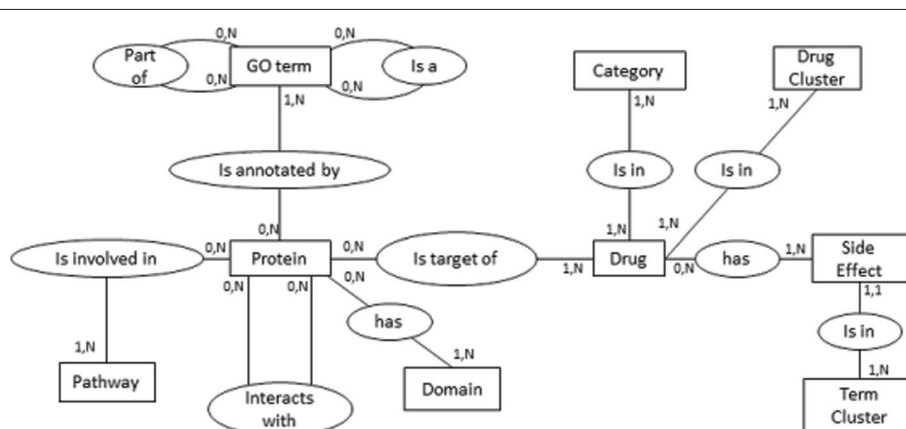 0,N
0,N
Part
of
GO term
Is a
0,N
0,N
1,N
Category
1,N
Drug
Cluster
1,N
Is annotated by
Is in
Is in
0,N
1,N
1,N
Is involved in
0,N
Protein
0,N
Is target of
1,N
Drug
0,N
has
1,N
Side
Effect
0,N
0,N
0,N
1,1
has
Is in
1,N
1,N
1,N
Pathway
Domain
Interacts
with
Term
Cluster